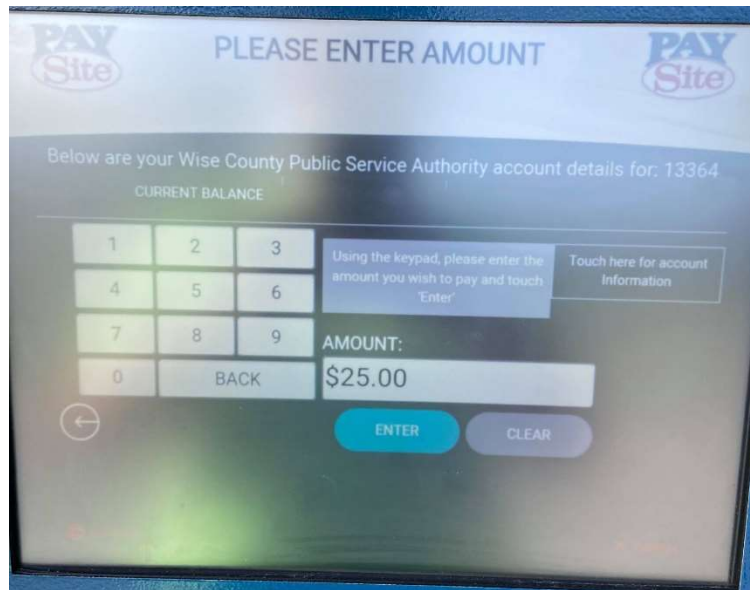 PAY
Site
PLEASE ENTER AMOUNT
PAY
Site
Below are your Wise County Public Service Authority account details for: 13364
CURRENT BALANCE
1 2 3
4 5 6
7 8 9
0 BACK
Using the keypad, please enter the
amount you wish to pay and touch
'Enter'
Touch here for account
Information
AMOUNT:
$25.00
ENTER CLEAR